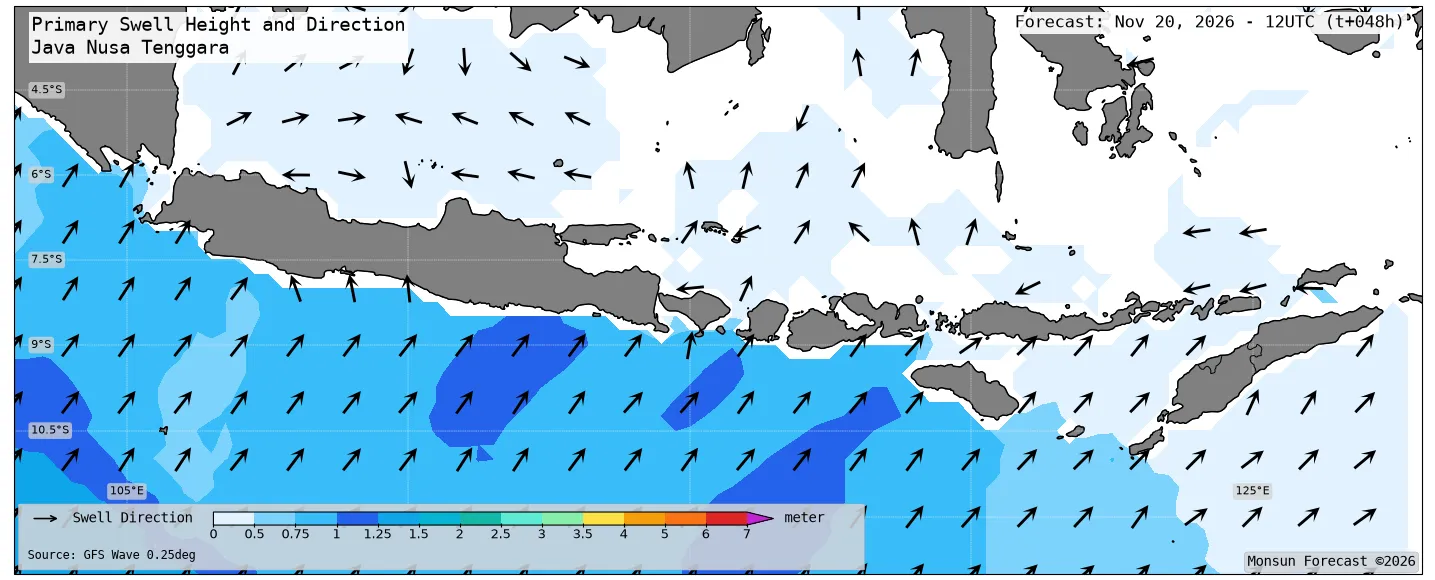 Primary Swell Height and Direction
Java Nusa Tenggara
Forecast: Nov 20, 2026 - 12UTC (t+048h)
4.5°S
6°S
7.5°S
9°S
10.5°S
105°E
125°E
Swell Direction
0 0.5 0.75 1 1.25 1.5 2 2.5 3 3.5 4 5 6 7
meter
Source: GFS Wave 0.25deg
Monsun Forecast ©2026